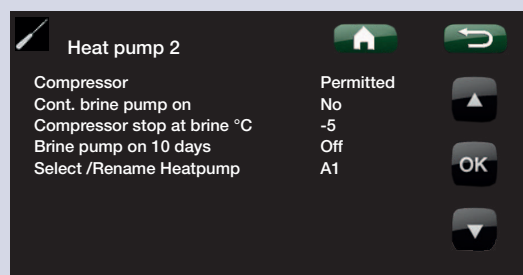 Heat pump 2
Compressor Permitted
Cont. brine pump on No
Compressor stop at brine °C -5
Brine pump on 10 days Off
Select /Rename Heatpump A1
OK